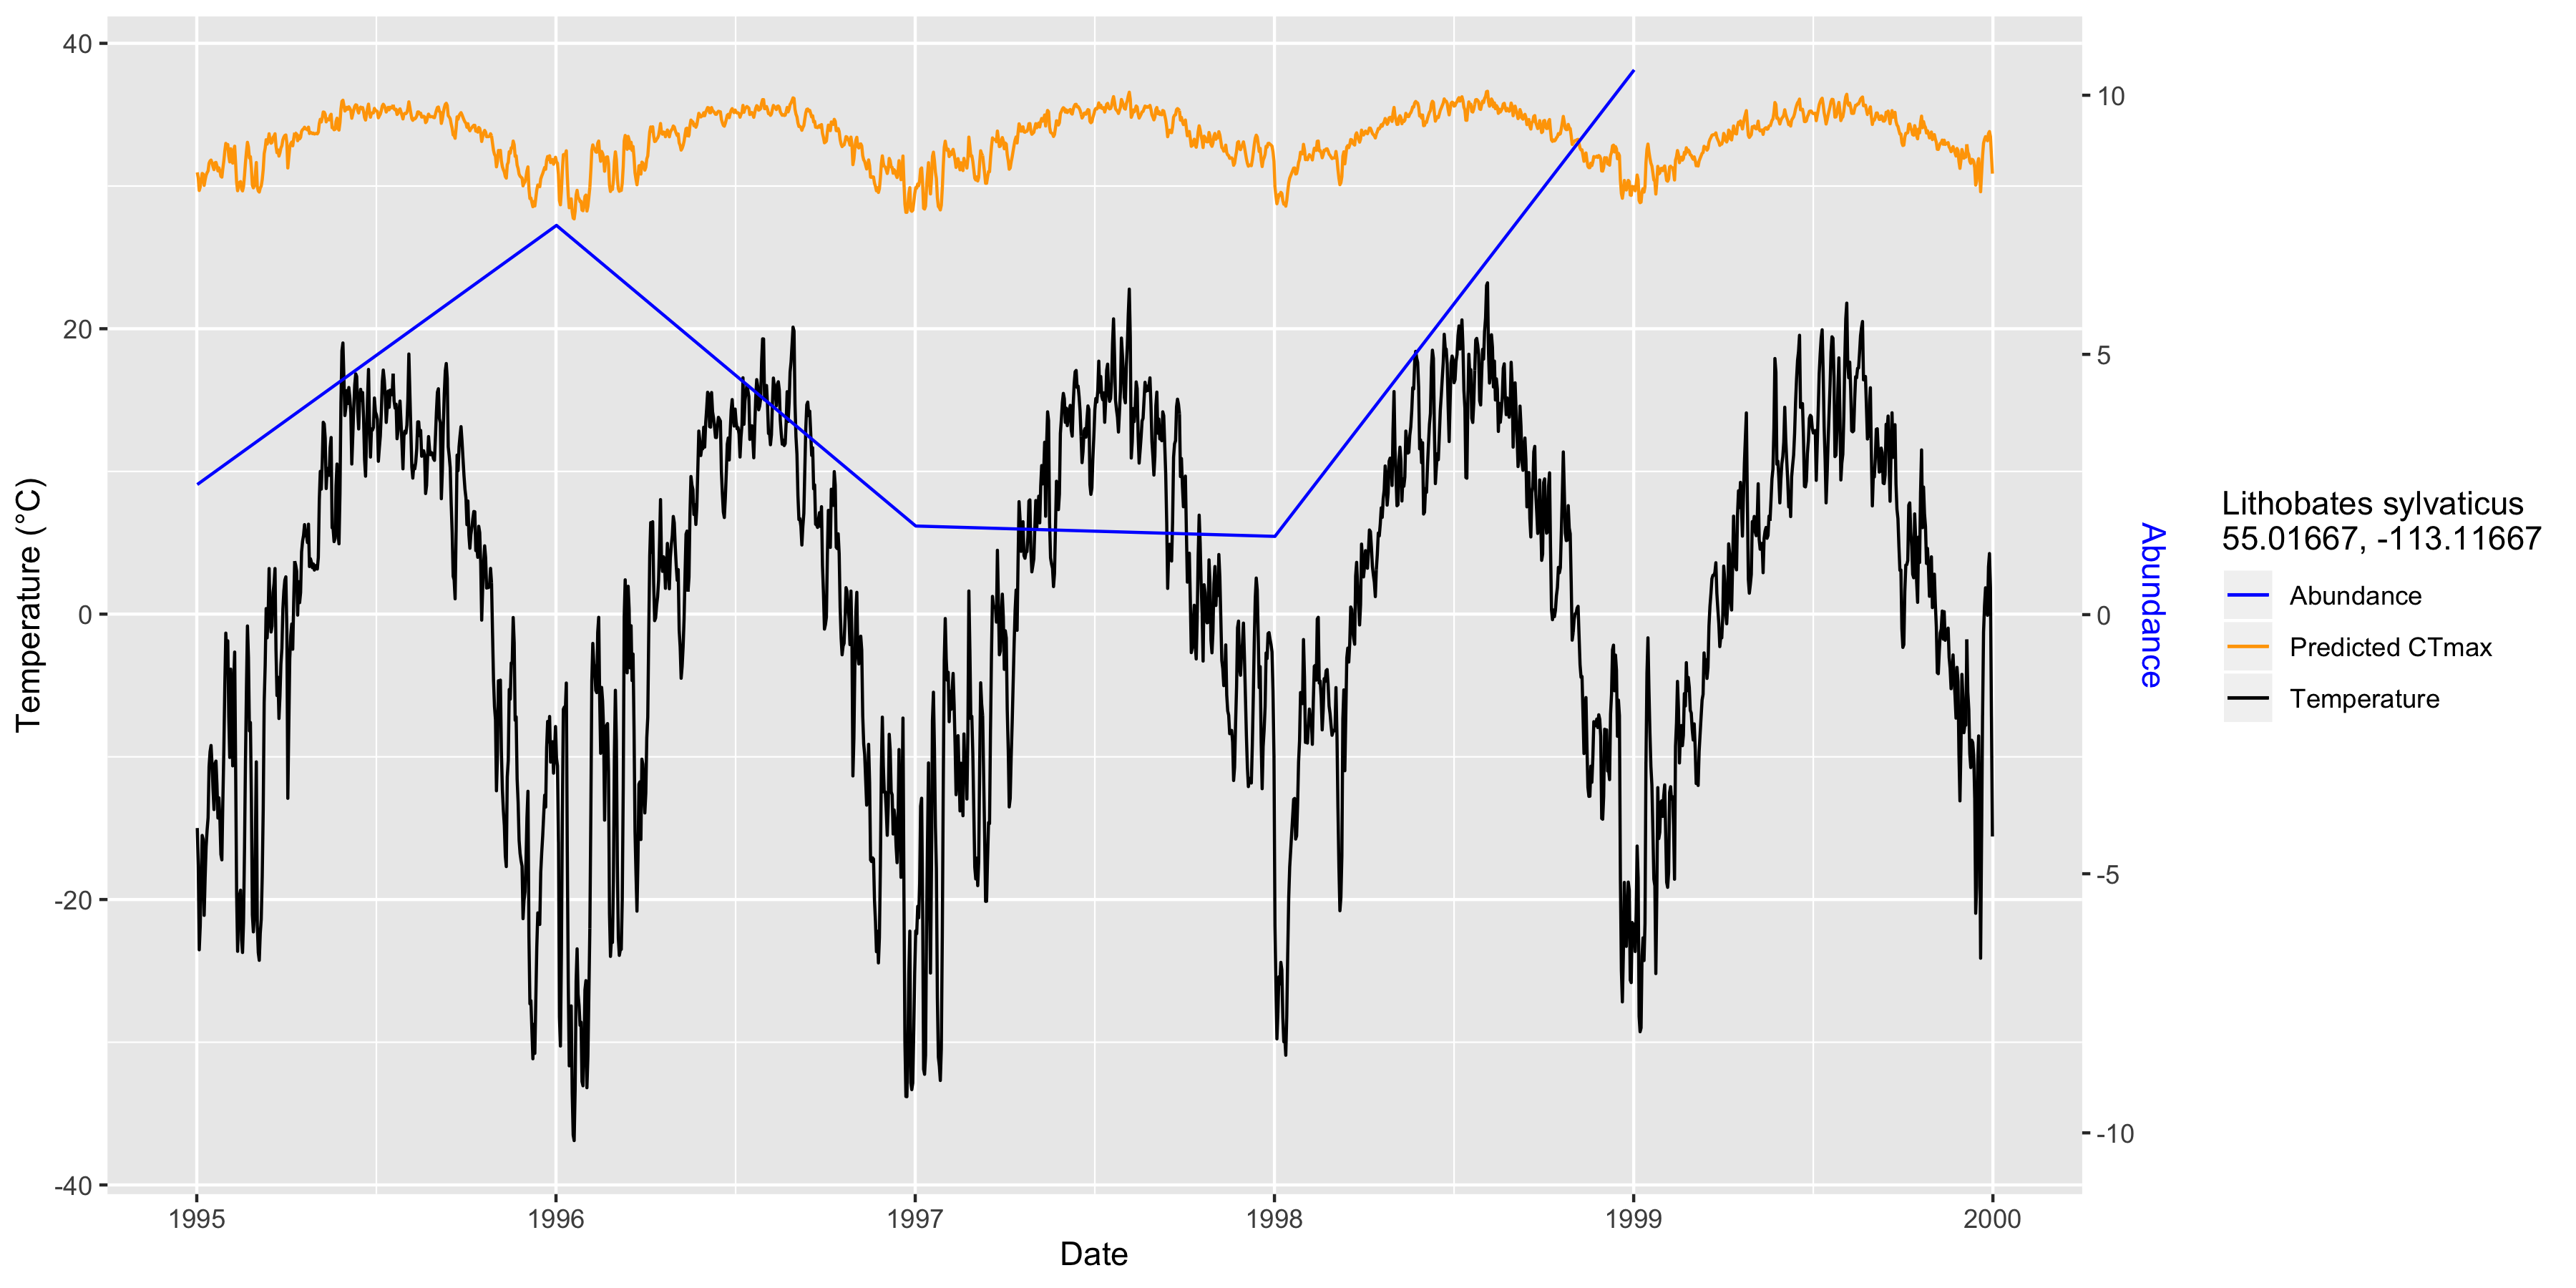 40
20
0
-20
-40
Temperature (°C)
1995
1996
1997
1998
1999
2000
Date
10
5
0
-5
-10
Abundance
Lithobates sylvaticus
55.01667, -113.11667
Abundance
Predicted CTmax
Temperature